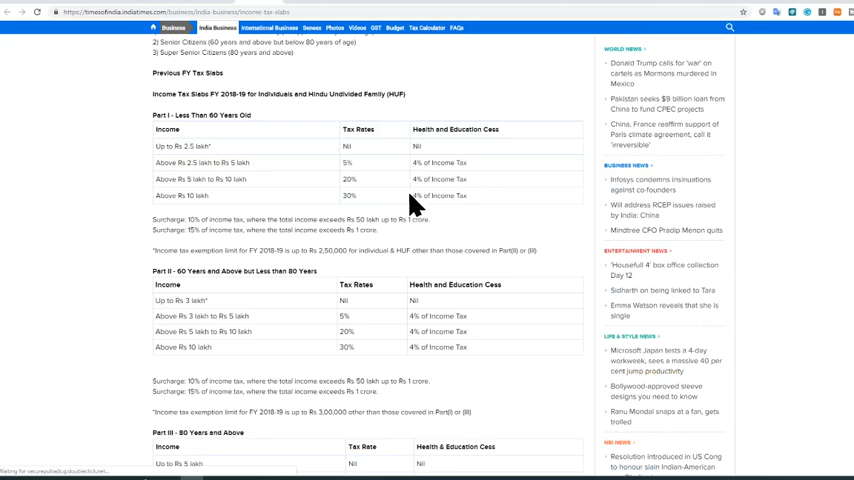 https://timesofindia.indiatimes.com/business/income-tax-slabs
Business India Business International Business Sensex Photos Videos GST Budget Tax Calculator FAQs
2) Senior Citizens (60 years and above but below 80 years of age)
3) Super Senior Citizens (80 years and above)
Previous FY Tax Slabs
Income Tax Slabs FY 2018-19 for Individuals and Hindu Undivided Family (HUF)
Part I - Less Than 60 Years Old
Income Tax Rates Health and Education Cess
Up to Rs 2.5 lakh* Nil Nil
Above Rs 2.5 lakh to Rs 5 lakh 5% 4% of Income Tax
Above Rs 5 lakh to Rs 10 lakh 20% 4% of Income Tax
Above Rs 10 lakh 30% 4% of Income Tax
Surcharge: 10% of income tax, where the total income exceeds Rs 50 lakh up to Rs 1 crore.
Surcharge: 15% of income tax, where the total income exceeds Rs 1 crore.
*Income tax exemption limit for FY 2018-19 is up to Rs 2,50,000 for individual & HUF other than those covered in Part(II) or (III)
Part II - 60 Years and Above but Less than 80 Years
Income Tax Rates Health and Education Cess
Up to Rs 3 lakh* Nil Nil
Above Rs 3 lakh to Rs 5 lakh 5% 4% of Income Tax
Above Rs 5 lakh to Rs 10 lakh 20% 4% of Income Tax
Above Rs 10 lakh 30% 4% of Income Tax
Surcharge: 10% of income tax, where the total income exceeds Rs 50 lakh up to Rs 1 crore.
Surcharge: 15% of income tax, where the total income exceeds Rs 1 crore.
*Income tax exemption limit for FY 2018-19 is up to Rs 3,00,000 other than those covered in Part(I) or (III)
Part III - 80 Years and Above
Income Tax Rate Health & Education Cess
Up to Rs 5 lakh* Nil Nil
WORLD NEWS
Donald Trump calls for 'war' on
cartels as Mormons murdered in
Mexico
Pakistan seeks $9 billion loan from
China to fund CPEC projects
China, France reaffirm support of
Paris climate agreement, call it
'irreversible'
BUSINESS NEWS
Infosys condemns insinuations
against co-founders
Will address RCEP issues raised
by India: China
Mindtree CFO Pradip Menon quits
ENTERTAINMENT NEWS
'Housefull 4' box office collection
Day 12
Sidharth on being linked to Tara
Emma Watson reveals that she is
single
LIFE & STYLE NEWS
Microsoft Japan tests a 4-day
workweek, sees a massive 40 per
cent jump productivity
Bollywood-approved sleeve
designs you need to know
Ranu Mondal snaps at a fan, gets
trolled
NRI NEWS
Resolution introduced in US Cong
to honour slain Indian-American